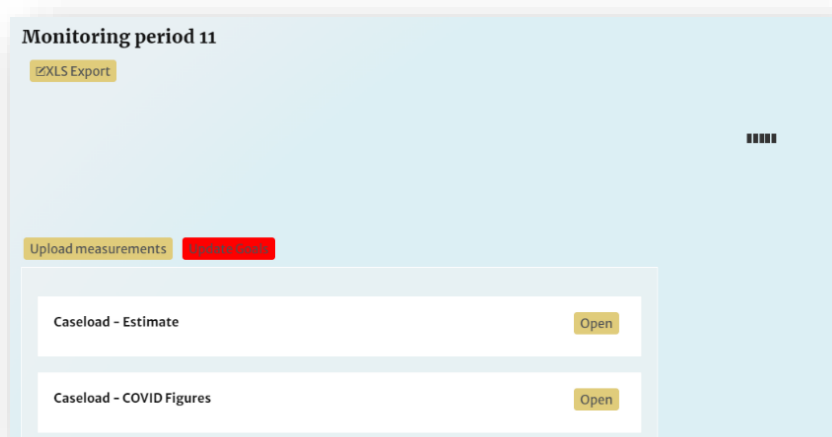 Monitoring period 11
XLS Export
Upload measurements Update Goals
Caseload - Estimate Open
Caseload - COVID Figures Open